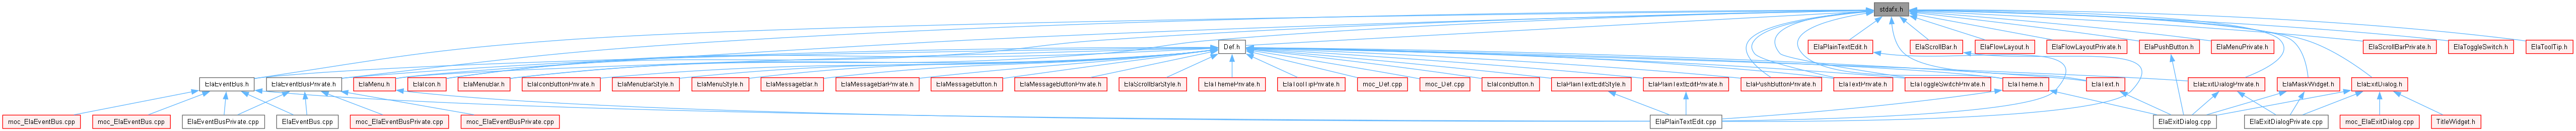 stdafx.h
Def.h
ElaPlainTextEdit.h
ElaScrollBar.h
ElaFlowLayout.h
ElaFlowLayoutPrivate.h
ElaPushButton.h
ElaMenuPrivate.h
ElaScrollBarPrivate.h
ElaToggleSwitch.h
ElaToolTip.h
ElaEventBus.h
ElaEventBusPrivate.h
ElaMenu.h
ElaIcon.h
ElaMenuBar.h
ElaIconButtonPrivate.h
ElaMenuBarStyle.h
ElaMenuStyle.h
ElaMessageBar.h
ElaMessageBarPrivate.h
ElaMessageButton.h
ElaMessageButtonPrivate.h
ElaScrollBarStyle.h
ElaThemePrivate.h
ElaToolTipPrivate.h
moc_Def.cpp
moc_Def.cpp
ElaIconButton.h
ElaPlainTextEditStyle.h
ElaPlainTextEditPrivate.h
ElaPushButtonPrivate.h
ElaTextPrivate.h
ElaToggleSwitchPrivate.h
ElaTheme.h
ElaText.h
ElaExitDialogPrivate.h
ElaMaskWidget.h
ElaExitDialog.h
moc_ElaEventBus.cpp
moc_ElaEventBus.cpp
ElaEventBusPrivate.cpp
ElaEventBus.cpp
moc_ElaEventBusPrivate.cpp
moc_ElaEventBusPrivate.cpp
ElaPlainTextEdit.cpp
ElaExitDialog.cpp
ElaExitDialogPrivate.cpp
moc_ElaExitDialog.cpp
TitleWidget.h